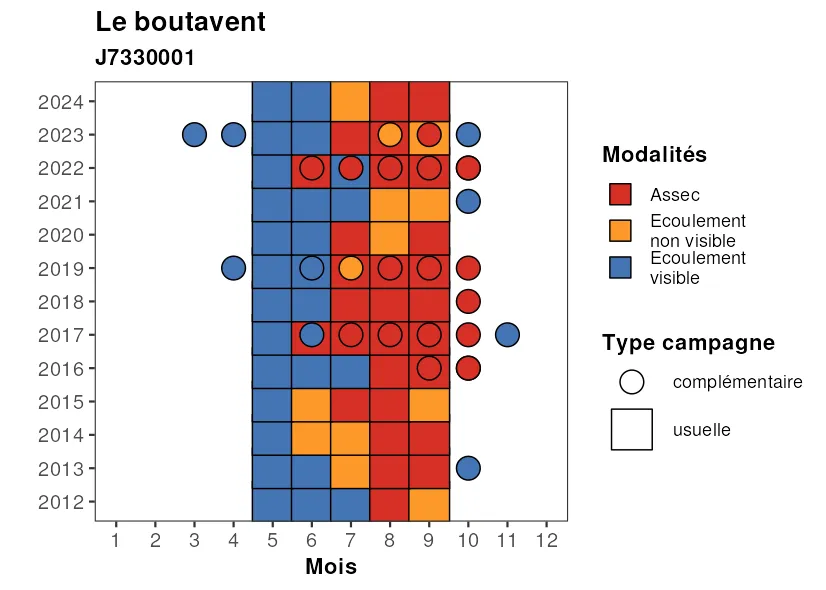 Le boutavent
J7330001
2024
2023
2022
2021
2020
2019
2018
2017
2016
2015
2014
2013
2012
1 2 3 4 5 6 7 8 9 10 11 12
Mois
Modalités
Assec
Ecoulement
non visible
Ecoulement
visible
Type campagne
complémentaire
usuelle